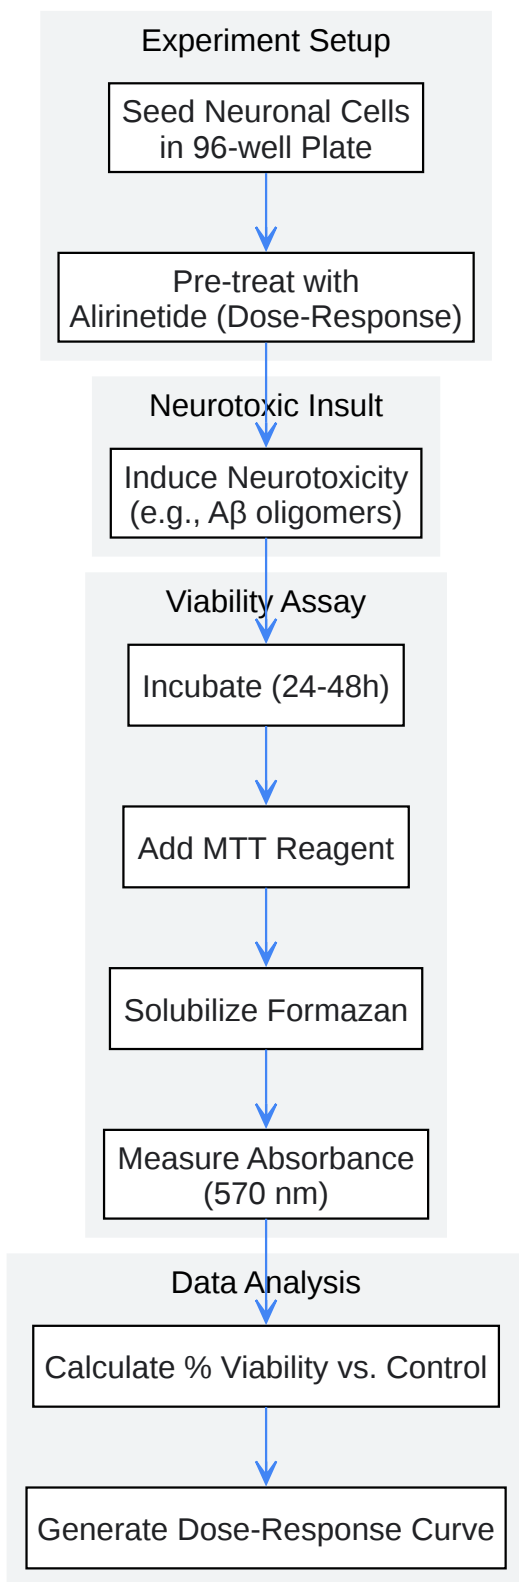 Experiment Setup
Seed Neuronal Cells
in 96-well Plate
Pre-treat with
Alirinetide (Dose-Response)
Neurotoxic Insult
Induce Neurotoxicity
(e.g., Aβ oligomers)
Viability Assay
Incubate (24-48h)
Add MTT Reagent
Solubilize Formazan
Measure Absorbance
(570 nm)
Data Analysis
Calculate % Viability vs. Control
Generate Dose-Response Curve